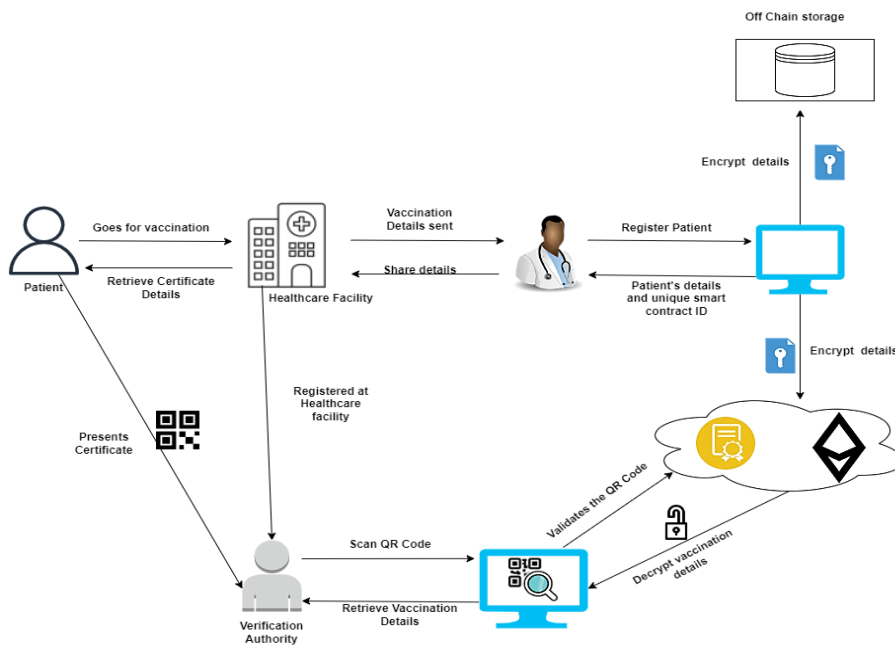 Off Chain storage
Encrypt details
Goes for vaccination
Vaccination
Details sent
Register Patient
Retrieve Certificate
Details
Share details
Patient's details
and unique smart
contract ID
Patient
Healthcare Facility
Encrypt details
Registered at
Healthcare
facility
Presents
Certificate
Validates the QR Code
Scan QR Code
Decrypt vaccination
details
Retrieve Vaccination
Details
Verification
Authority